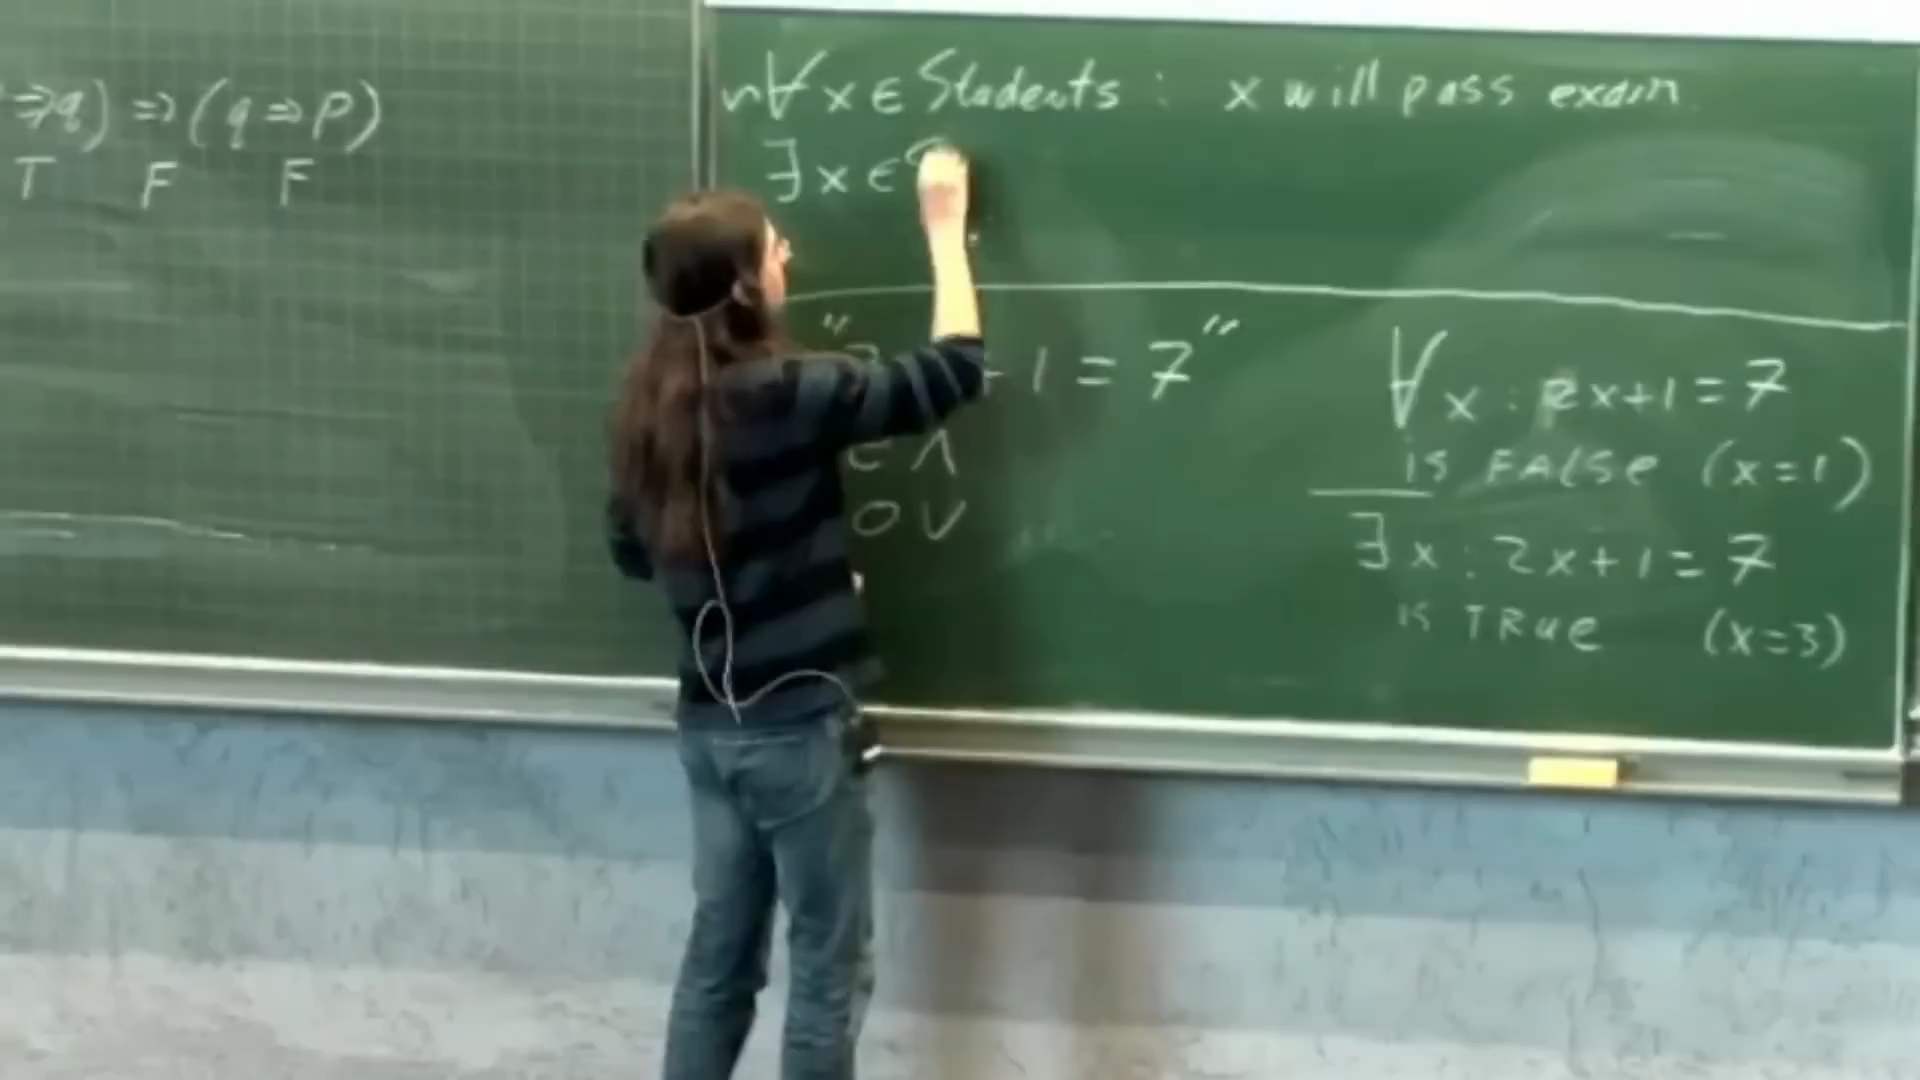 ⇒q) ⇒ (q ⇒ p)
T F F
¬∀x ∈ Students : x will pass exam
∃x ∈
" + 1 = 7"
∈ ∧
O ∨
∀x : 2x+1=7
is FALSe (x=1)
∃x : 2x+1=7
is TRue (x=3)